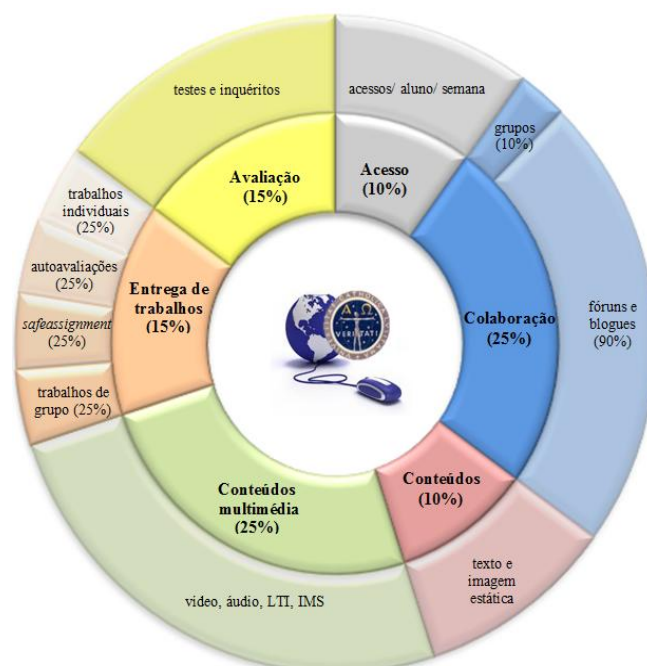 testes e inquéritos
acessos/ aluno/ semana
grupos
(10%)
Avaliação
(15%)
Acesso
(10%)
trabalhos
individuais
(25%)
autoavaliações
(25%)
safeassignment
(25%)
trabalhos de
grupo (25%)
Entrega de
trabalhos
(15%)
Colaboração
(25%)
fóruns e
blogues
(90%)
Conteúdos
multimédia
(25%)
Conteúdos
(10%)
texto e
imagem
estática
vídeo, áudio, LTI, IMS
VERITATI